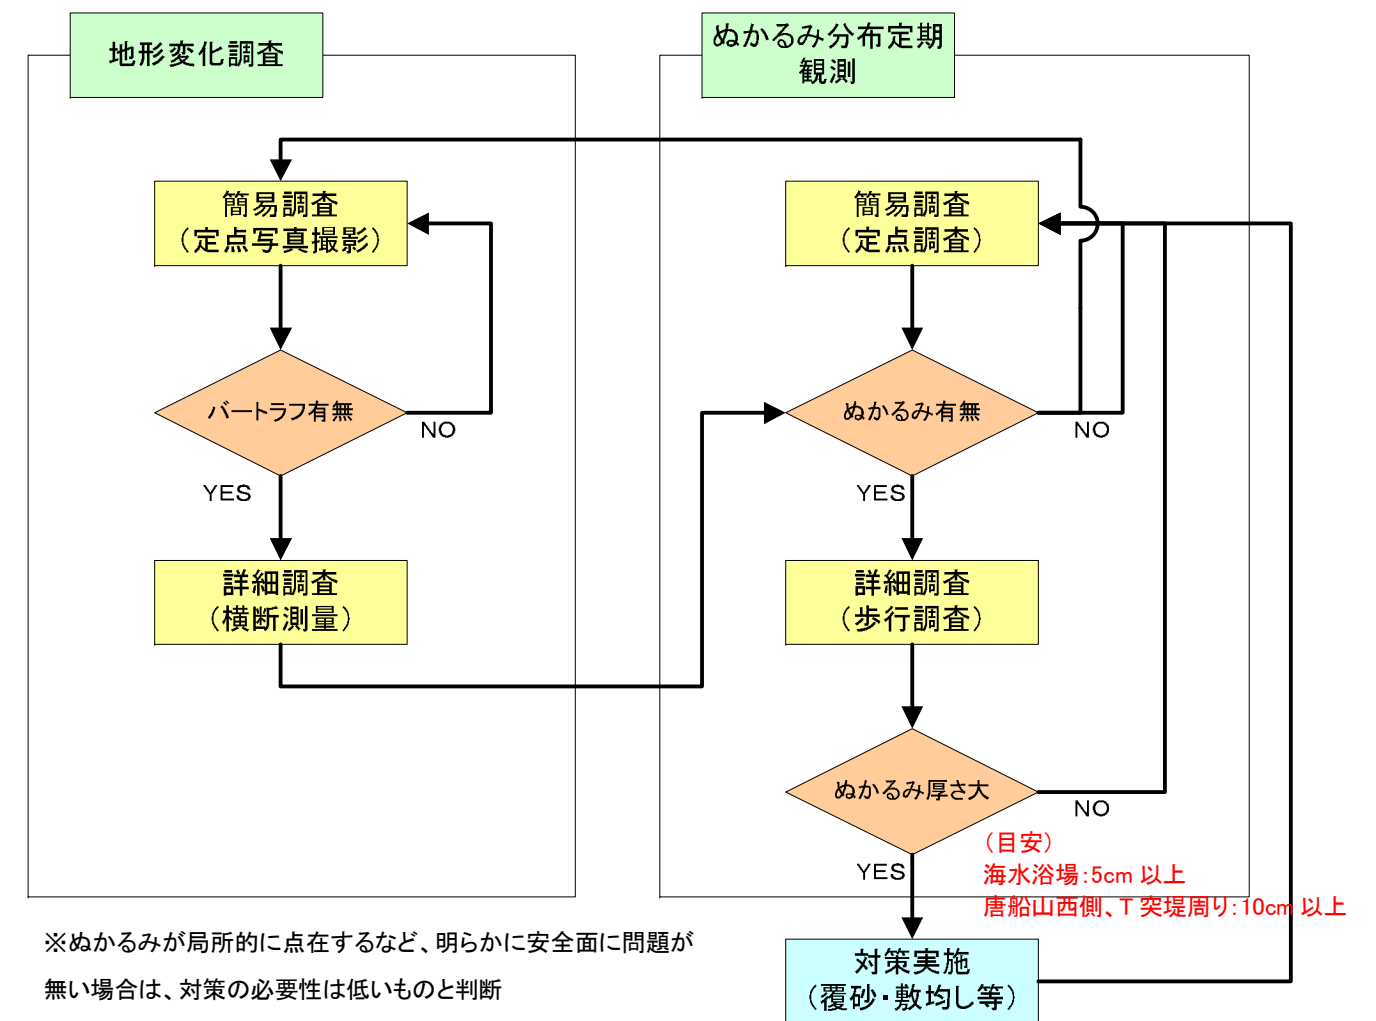 地形変化調査
簡易調査
（定点写真撮影）
バートラフ有無
NO
YES
詳細調査
（横断測量）
ぬかるみ分布定期
観測
簡易調査
（定点調査）
ぬかるみ有無
NO
YES
詳細調査
（歩行調査）
ぬかるみ厚さ大
NO
（目安）
海水浴場：5cm 以上
唐船山西側、T 突堤周り：10cm 以上
YES
対策実施
（覆砂・敷均し等）
※ぬかるみが局所的に点在するなど、明らかに安全面に問題が
無い場合は、対策の必要性は低いものと判断